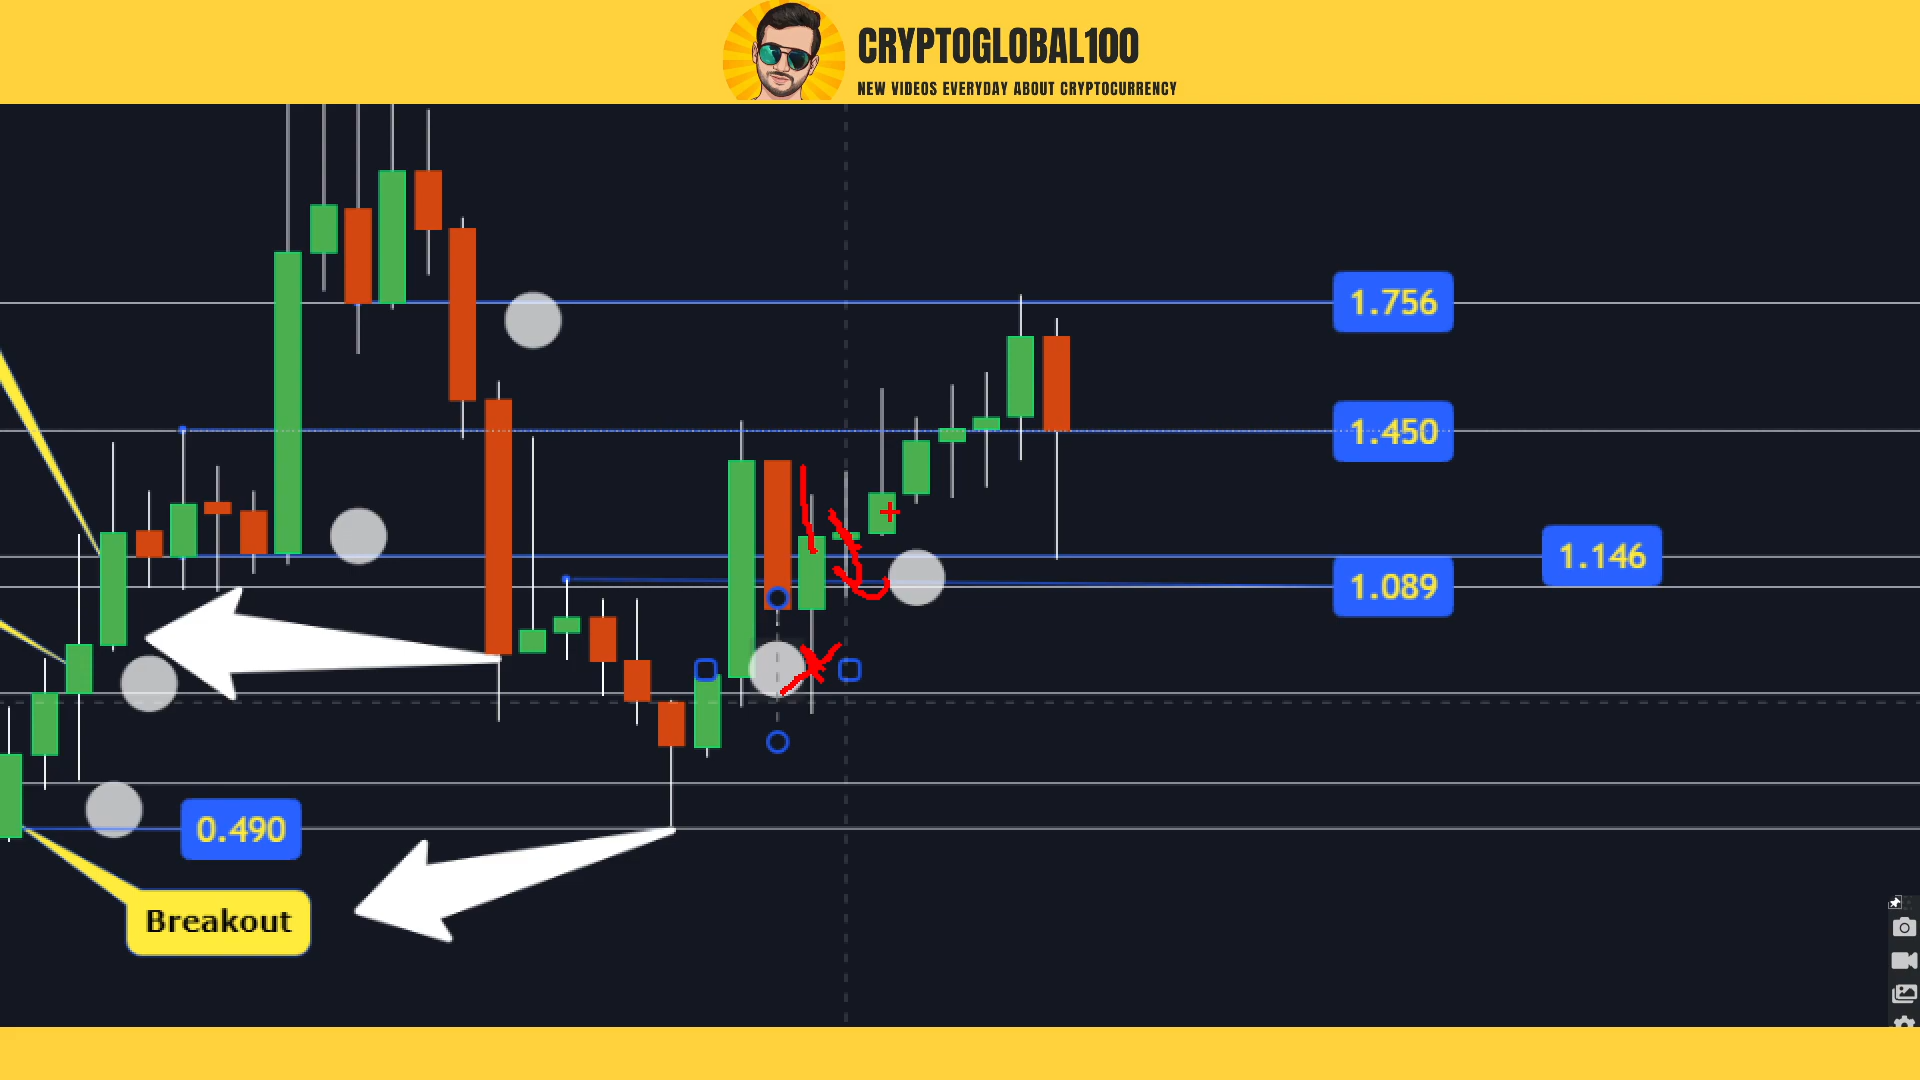 CRYPTOGLOBAL100
NEW VIDEOS EVERYDAY ABOUT CRYPTOCURRENCY
1.756
1.450
1.146
1.089
0.490
Breakout